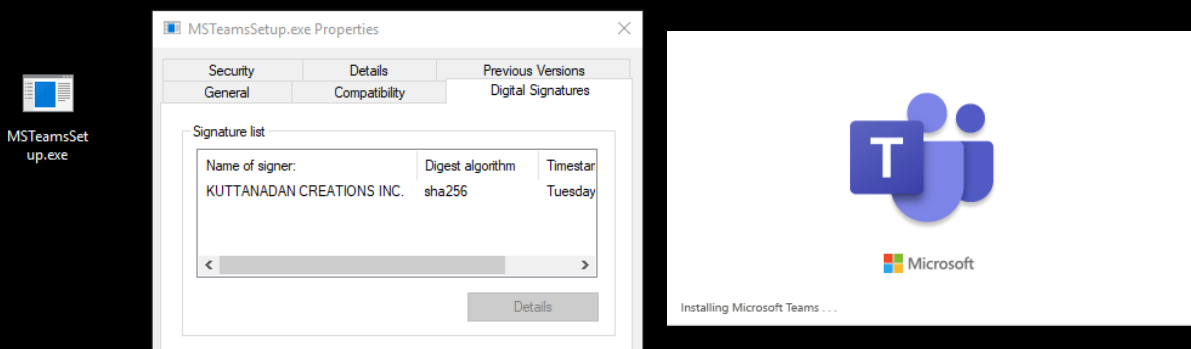 MSTeamsSet
up.exe
MSTeamsSetup.exe Properties
Security Details Previous Versions
General Compatibility Digital Signatures
Signature list
Name of signer: Digest algorithm Timestar
KUTTANADAN CREATIONS INC. sha256 Tuesday
Details
T
Microsoft
Installing Microsoft Teams . . .